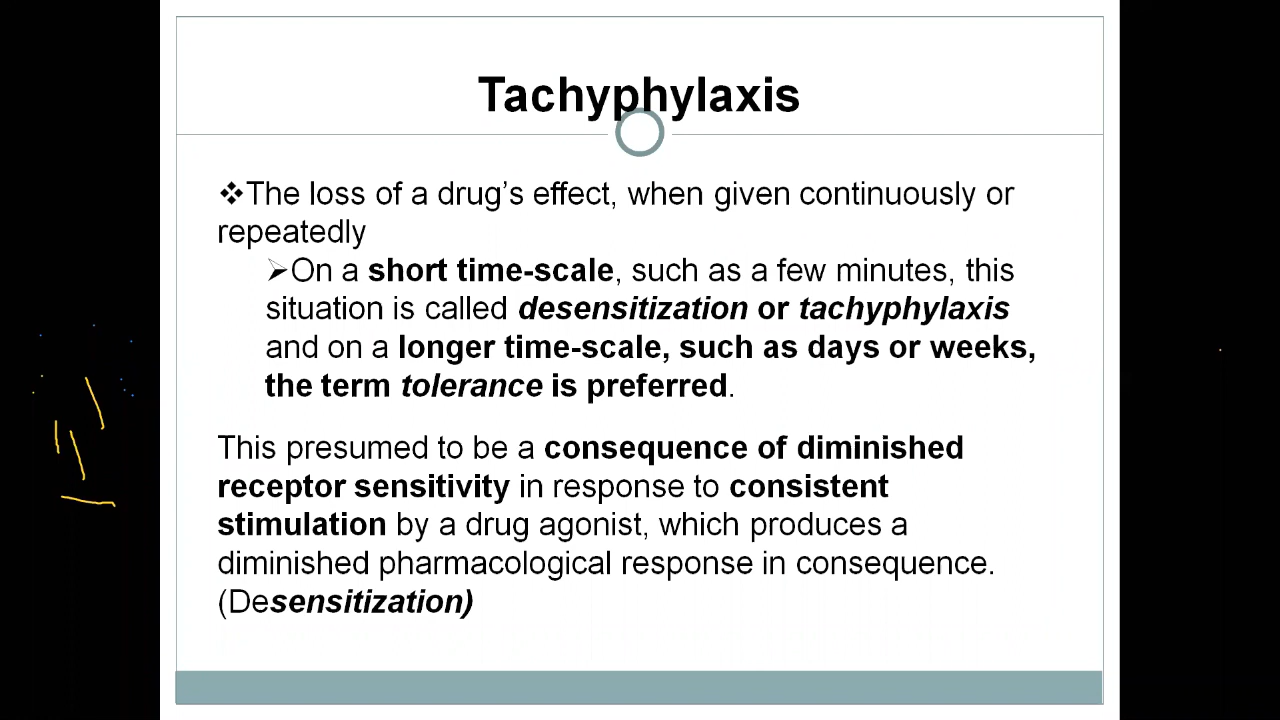 Tachyphylaxis
❖The loss of a drug’s effect, when given continuously or
repeatedly
➢On a short time-scale, such as a few minutes, this
situation is called desensitization or tachyphylaxis
and on a longer time-scale, such as days or weeks,
the term tolerance is preferred.
This presumed to be a consequence of diminished
receptor sensitivity in response to consistent
stimulation by a drug agonist, which produces a
diminished pharmacological response in consequence.
(Desensitization)